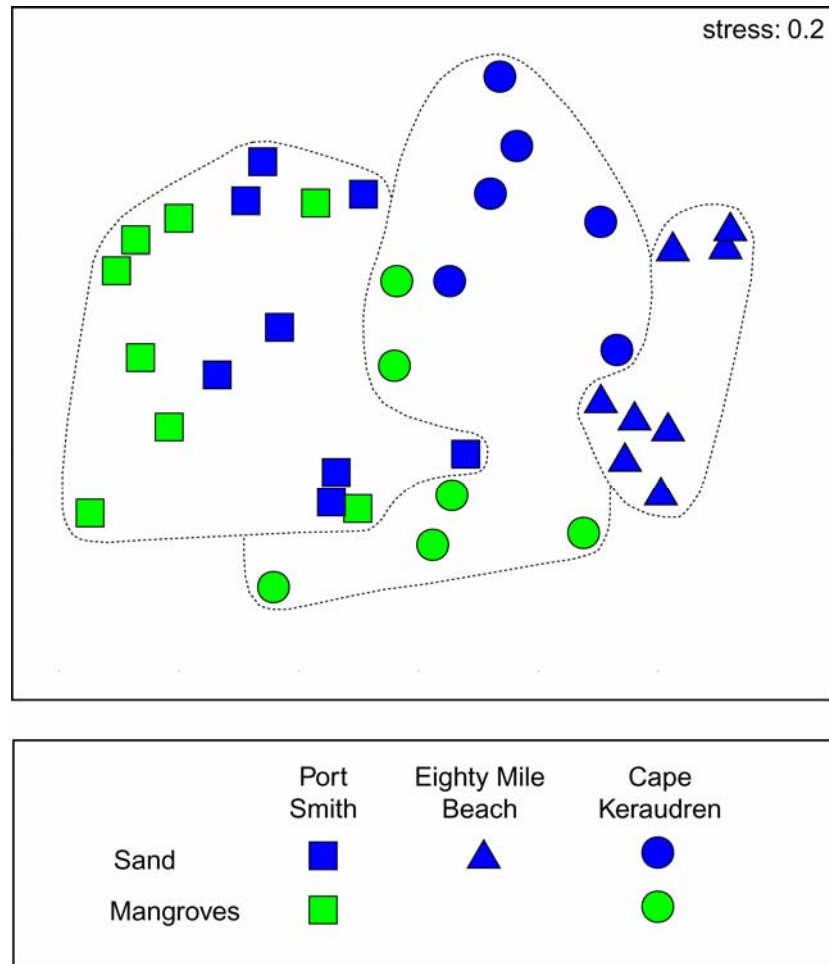 stress: 0.2
Port Smith
Eighty Mile Beach
Cape Keraudren
Sand
Mangroves